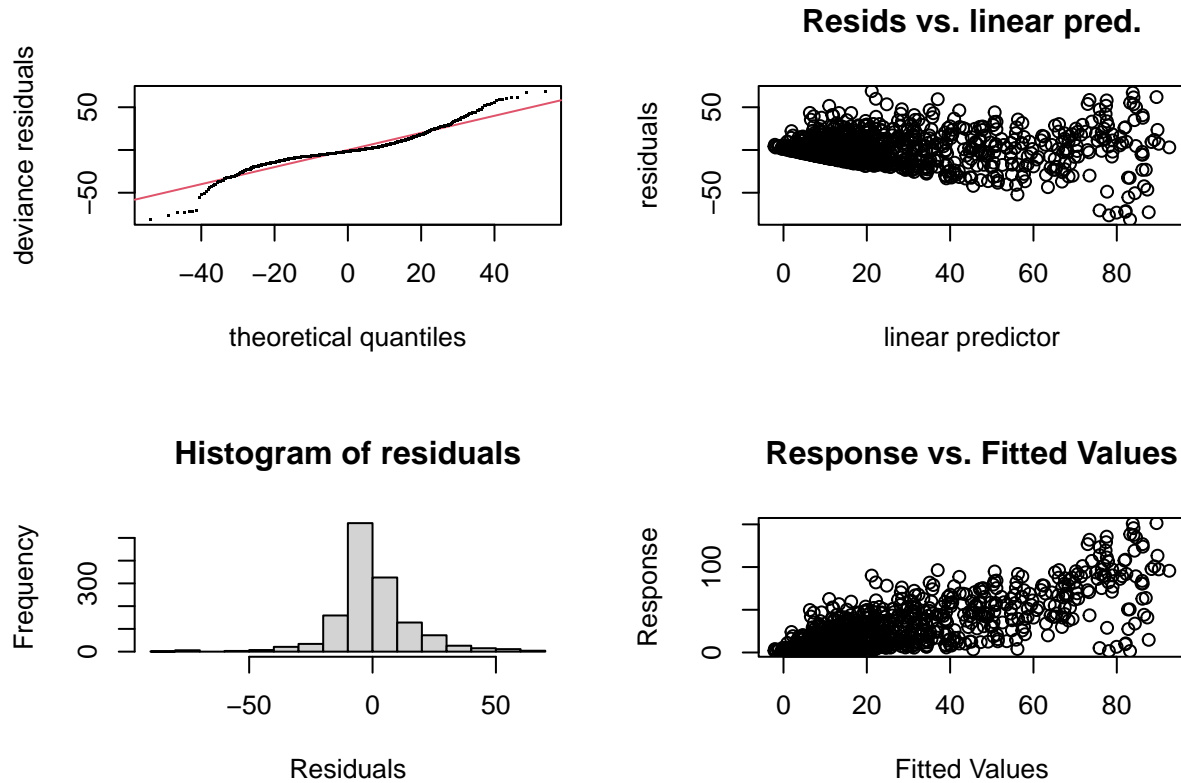 deviance residuals
50
−50
−40
−20
0
20
40
theoretical quantiles
Resids vs. linear pred.
residuals
50
−50
0
20
40
60
80
linear predictor
Histogram of residuals
Frequency
300
0
−50
0
50
Residuals
Response vs. Fitted Values
Response
100
0
0
20
40
60
80
Fitted Values